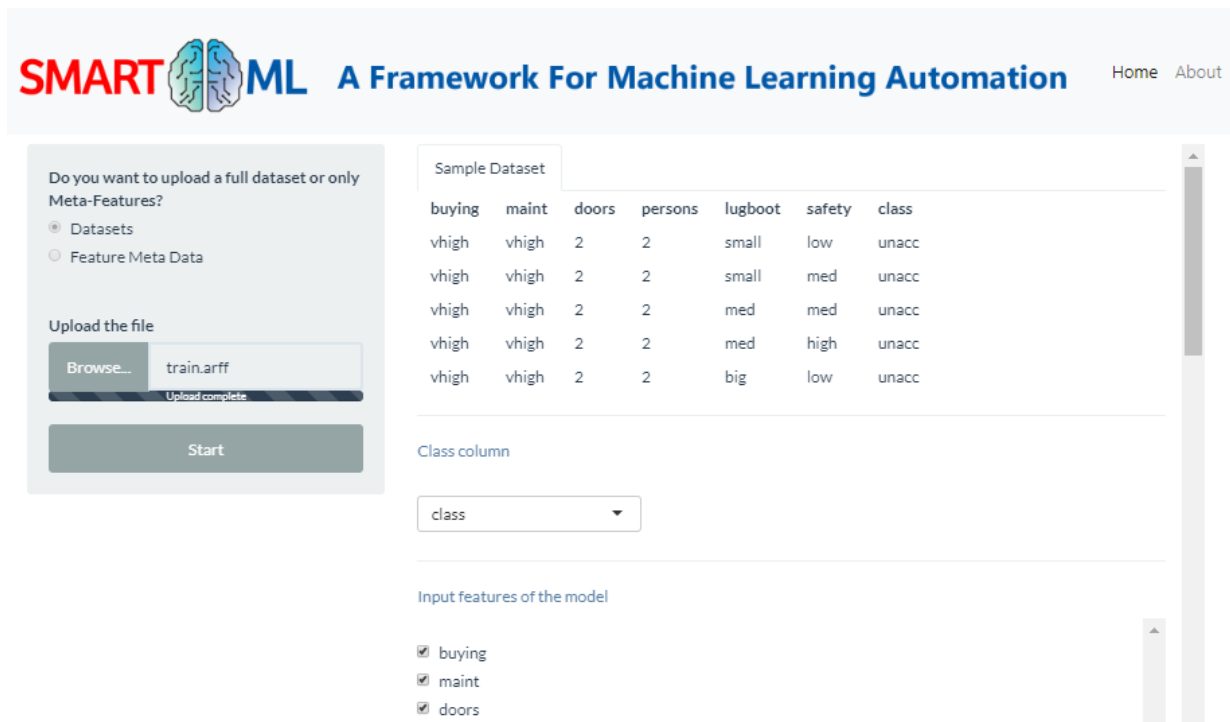 SMART ML A Framework For Machine Learning Automation Home About
Do you want to upload a full dataset or only
Meta-Features?
Datasets
Feature Meta Data
Upload the file
Browse... train.arff
Upload complete
Start
Sample Dataset
buying maint doors persons lugboot safety class
vhigh vhigh 2 2 small low unacc
vhigh vhigh 2 2 small med unacc
vhigh vhigh 2 2 med med unacc
vhigh vhigh 2 2 med high unacc
vhigh vhigh 2 2 big low unacc
Class column
class
Input features of the model
buying
maint
doors